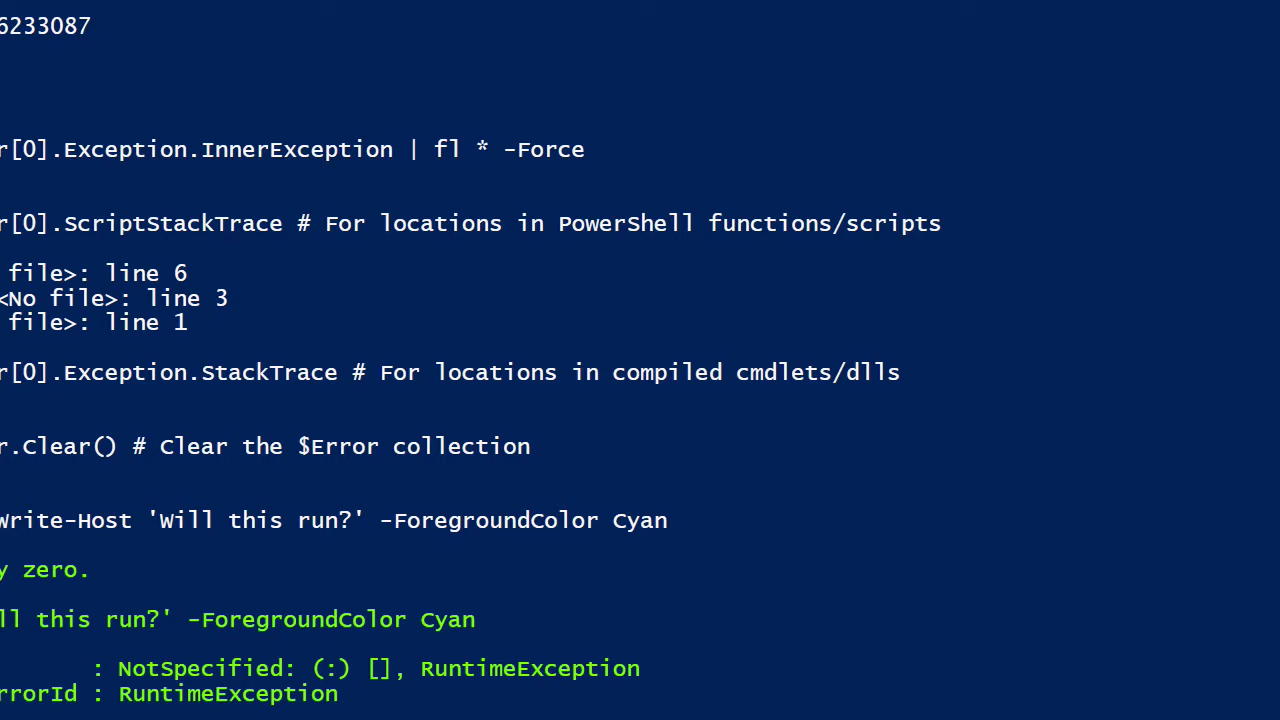 6233087
r[0].Exception.InnerException | fl * -Force
r[0].ScriptStackTrace # For locations in PowerShell functions/scripts
file>: line 6
<No file>: line 3
file>: line 1
r[0].Exception.StackTrace # For locations in compiled cmdlets/dlls
r.Clear() # Clear the $Error collection
Write-Host 'Will this run?' -ForegroundColor Cyan
y zero.
ll this run?' -ForegroundColor Cyan
: NotSpecified: (:) [], RuntimeException
rrorId : RuntimeException